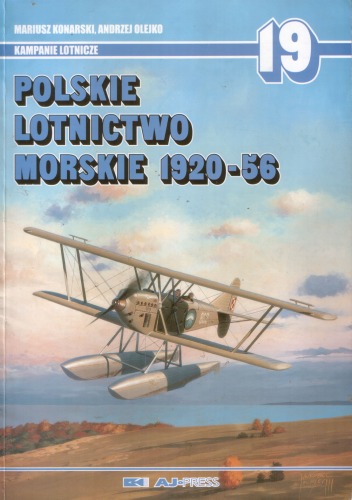 MARIUSZ KONARSKI, ANDRZEJ OLEJKO
KAMPANIE LOTNICZE
19
POLSKIE
LOTNICTWO
MORSKIE 1920-56
AJ-PRESS